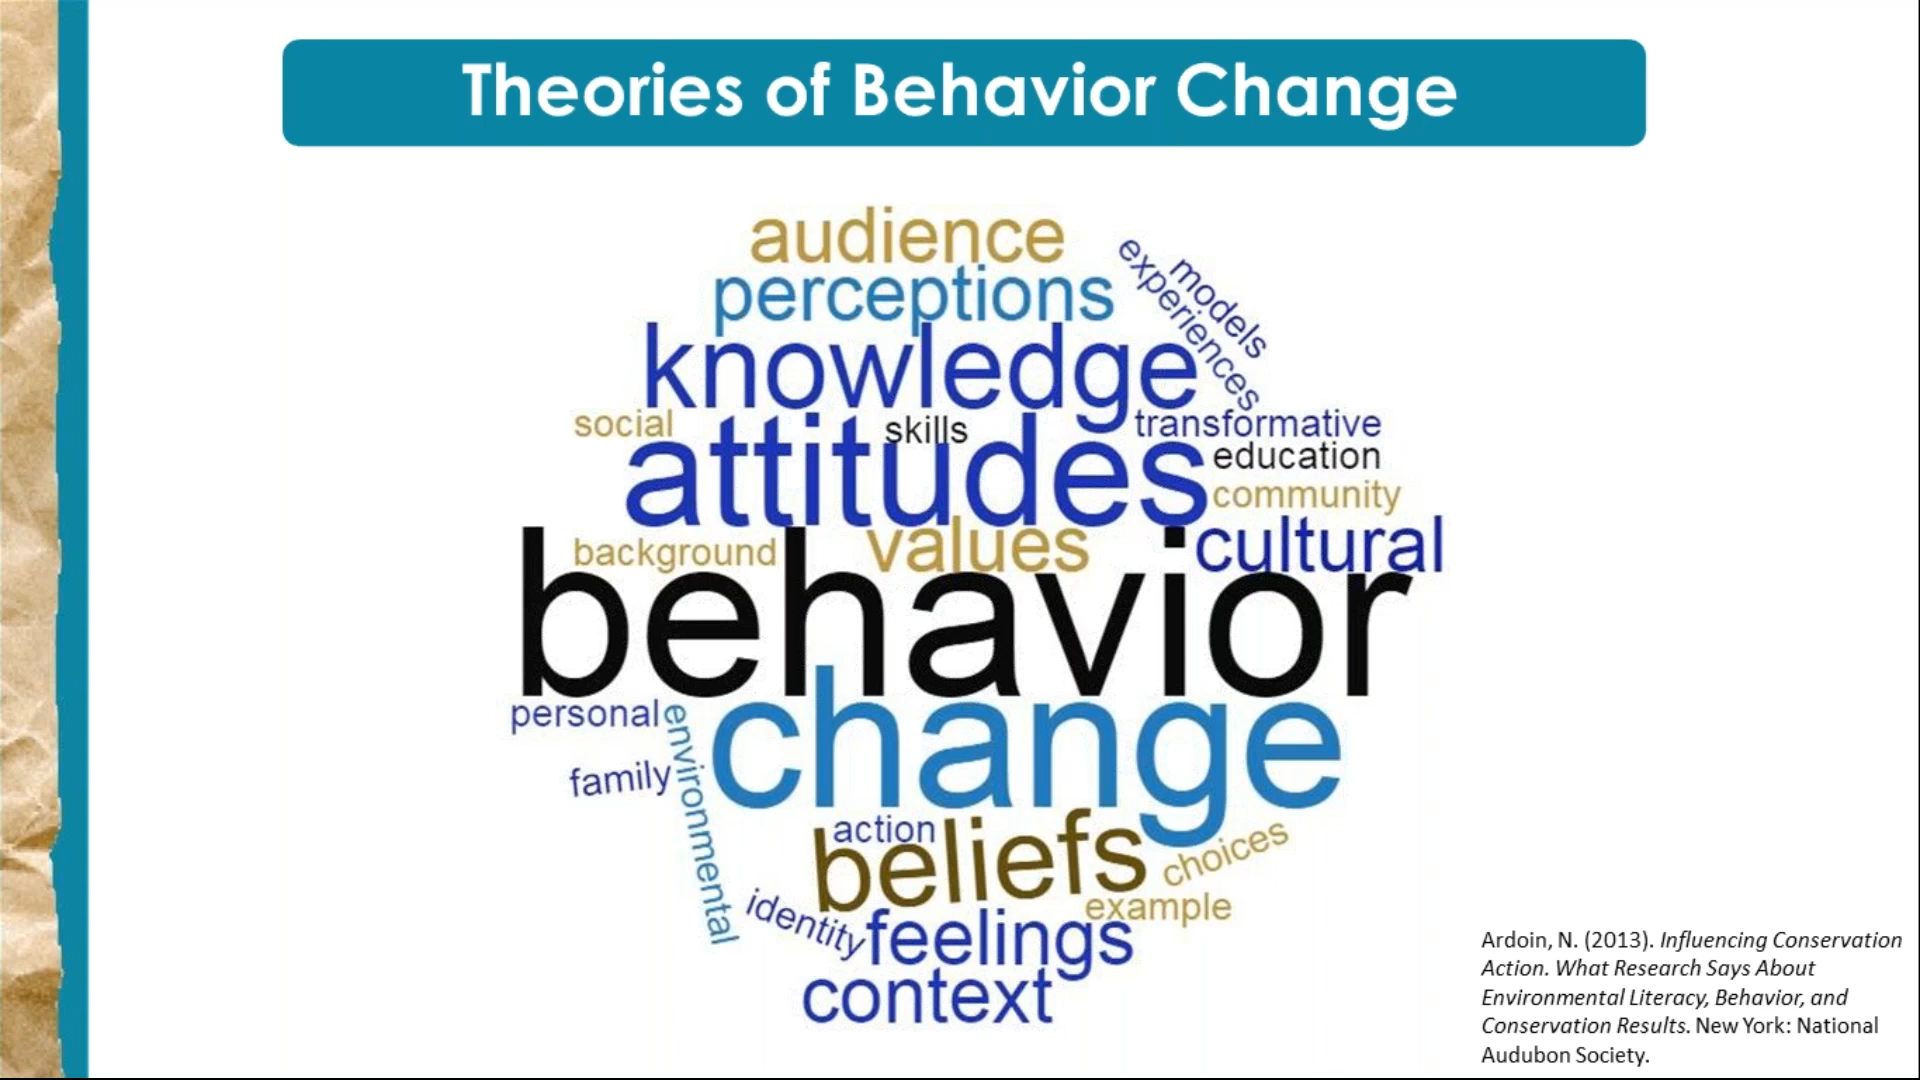 Theories of Behavior Change
audience
experiences
models
perceptions
knowledge
social
skills
transformative
attitudes
education
community
background
values
cultural
behavior
personal
environmental
change
family
action
beliefs
choices
example
identity
feelings
context
Ardoin, N. (2013). Influencing Conservation
Action. What Research Says About
Environmental Literacy, Behavior, and
Conservation Results. New York: National
Audubon Society.